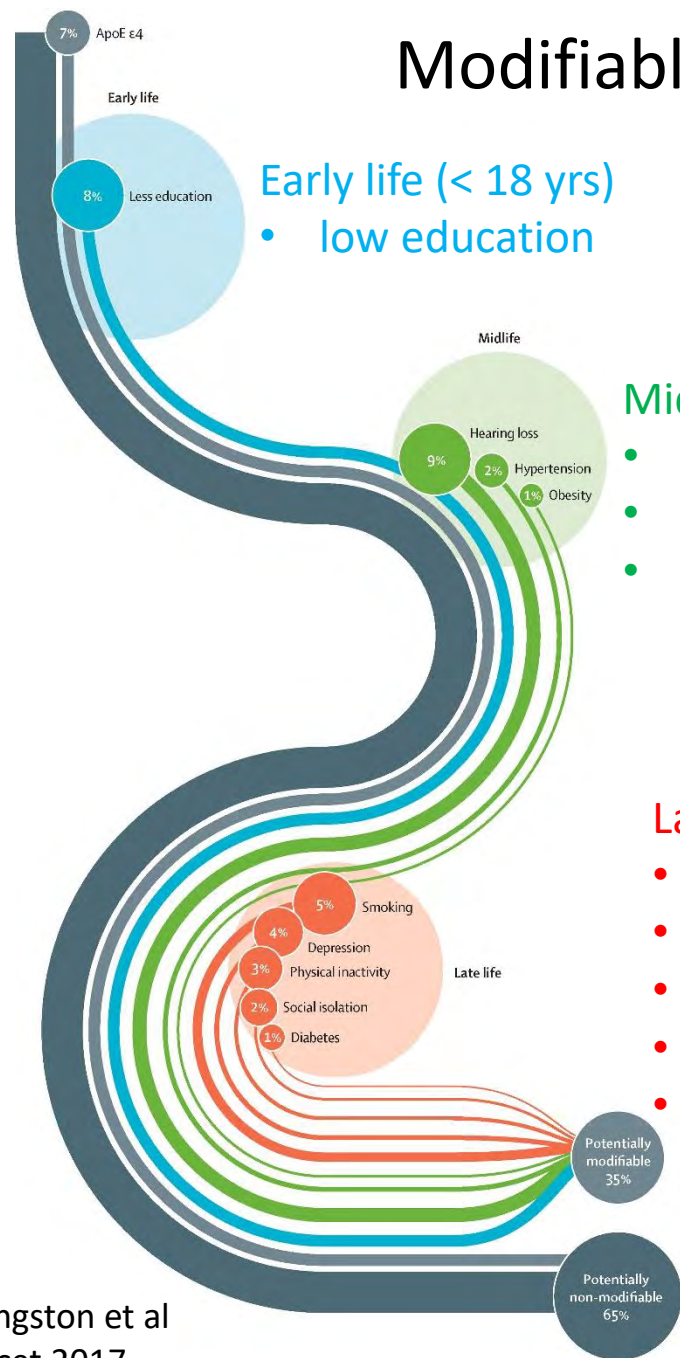 7%
ApoE ε4
Modifiabl
Early life
8%
Less education
Early life (< 18 yrs)
• low education
Midlife
Hearing loss
9%
2%
Hypertension
1%
Obesity
Mid
•
•
•
5%
Smoking
4%
Depression
3%
Physical inactivity
Late life
2%
Social isolation
1%
Diabetes
La
•
•
•
•
•
Potentially
modifiable
35%
Potentially
non-modifiable
65%
ngston et al